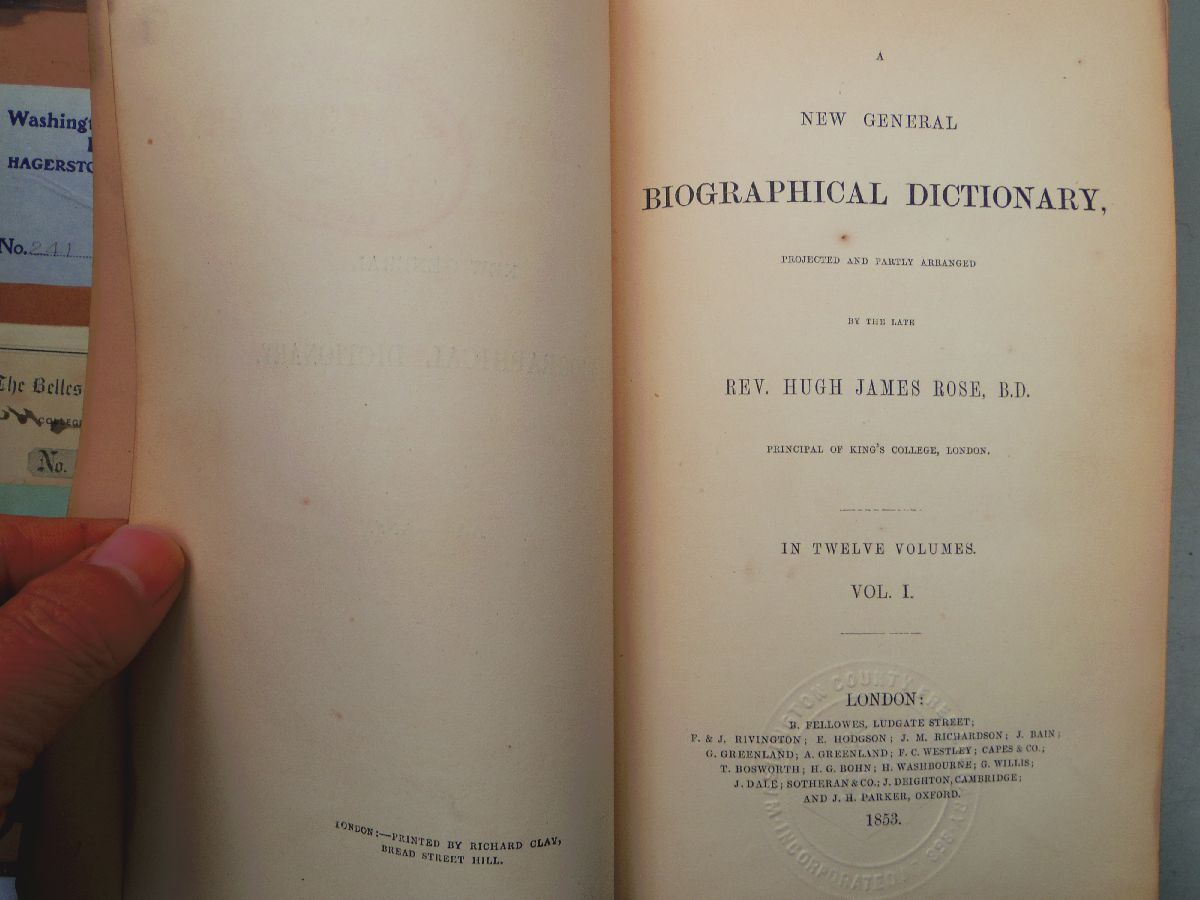 Washingt
HAGERSTO
No. 241
The Belles
COLLEGE
No.
LONDON:—PRINTED BY RICHARD CLAY,
BREAD STREET HILL.
A
NEW GENERAL
BIOGRAPHICAL DICTIONARY,
PROJECTED AND PARTLY ARRANGED
BY THE LATE
REV. HUGH JAMES ROSE, B.D.
PRINCIPAL OF KING'S COLLEGE, LONDON.
IN TWELVE VOLUMES.
VOL. I.
LONDON:
B. FELLOWES, LUDGATE STREET;
F. & J. RIVINGTON; E. HODGSON; J. M. RICHARDSON; J. BAIN;
G. GREENLAND; A. GREENLAND; F. C. WESTLEY; CAPES & CO.;
T. BOSWORTH; H. G. BOHN; H. WASHBOURNE; G. WILLIS;
J. DALE; SOTHERAN & CO.; J. DEIGHTON, CAMBRIDGE;
AND J. H. PARKER, OXFORD.
1853.
COUNTY
INCORPORATED